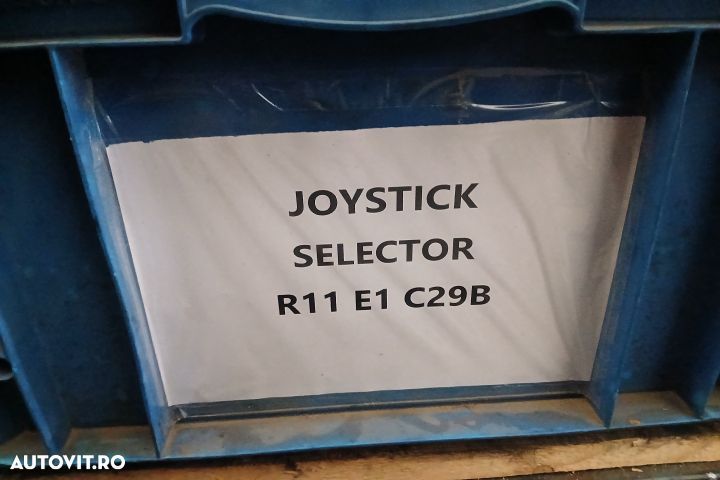 JOYSTICK
SELECTOR
R11 E1 C29B
AUTOVIT.RO